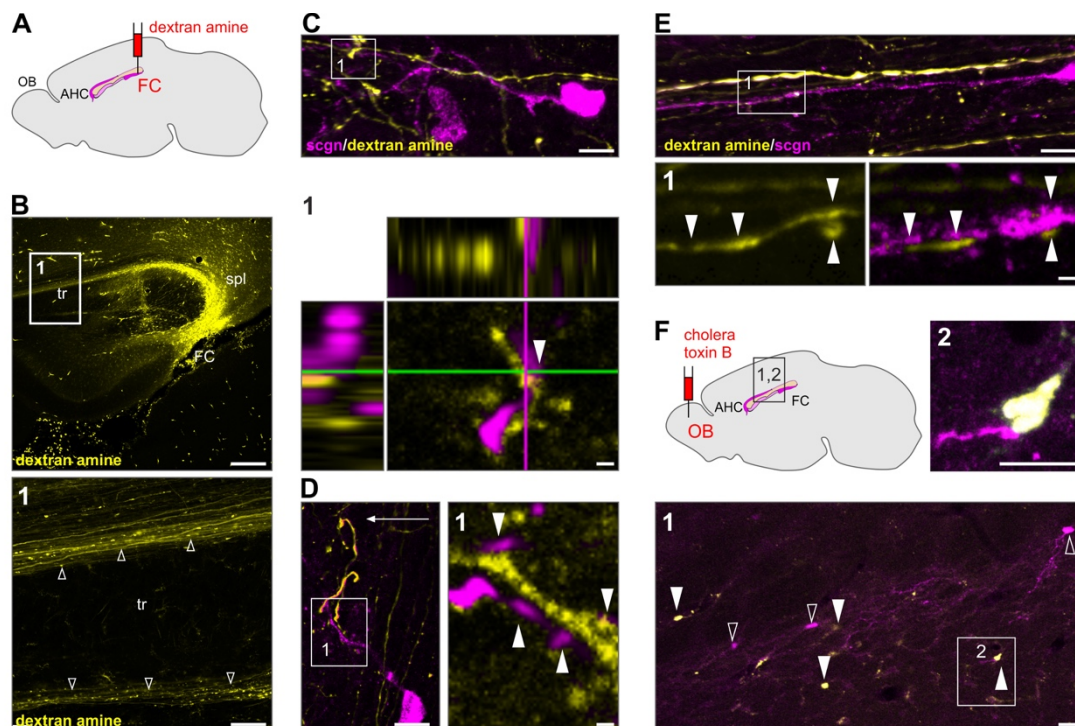 A
dextran amine
OB
AHC
FC
B
1
tr
spl
FC
dextran amine
1
tr
dextran amine
C
1
scgn/dextran amine
1
D
1
1
E
1
dextran amine/scgn
1
F
cholera
toxin B
1,2
AHC
FC
OB
2
1
2